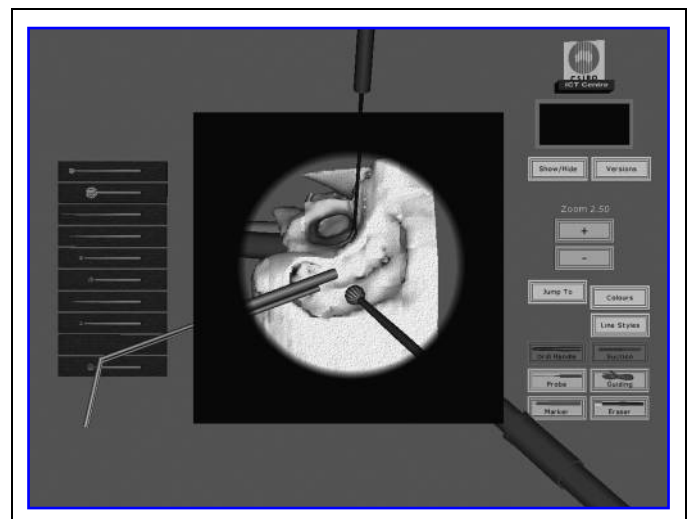 CSIRO
ICT Centre
Show/Hide
Versions
Zoom 2.50
+
-
Jump To
Colours
Line Styles
Drill Handle
Suction
Probe
Guiding
Marker
Eraser